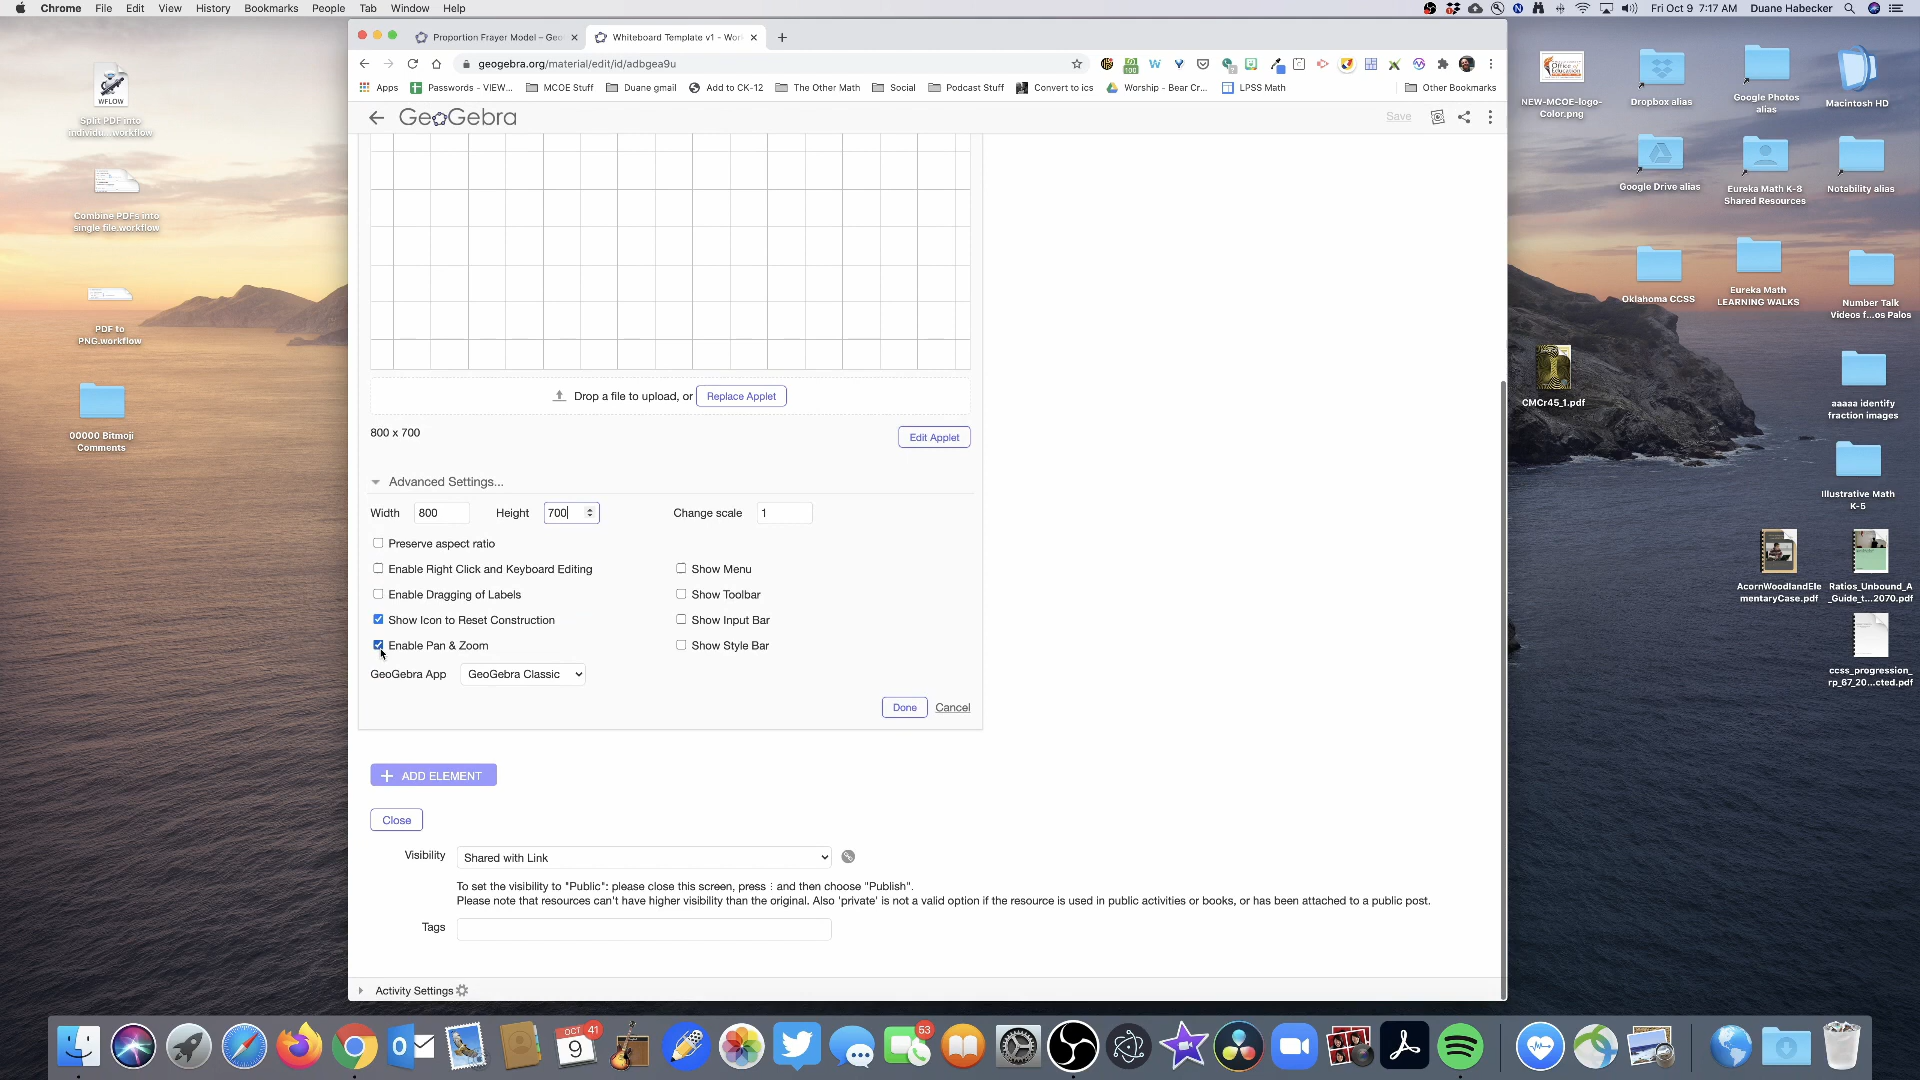 Chrome File Edit View History Bookmarks People Tab Window Help
Fri Oct 9 7:17 AM Duane Habecker
Proportion Frayer Model – Geo
Whiteboard Template v1 - Wor
geogebra.org/material/edit/id/adbgea9u
Apps Passwords - VIEW... MCOE Stuff Duane gmail Add to CK-12 The Other Math Social Podcast Stuff Convert to ics Worship - Bear Cr... LPSS Math Other Bookmarks
GeoGebra
Save
Drop a file to upload, or Replace Applet
800 x 700
Edit Applet
Advanced Settings...
Width 800 Height 700 Change scale 1
Preserve aspect ratio
Enable Right Click and Keyboard Editing Show Menu
Enable Dragging of Labels Show Toolbar
Show Icon to Reset Construction Show Input Bar
Enable Pan & Zoom Show Style Bar
GeoGebra App GeoGebra Classic
Done Cancel
+ ADD ELEMENT
Close
Visibility Shared with Link
To set the visibility to "Public": please close this screen, press ⋮ and then choose "Publish".
Please note that resources can't have higher visibility than the original. Also 'private' is not a valid option if the resource is used in public activities or books, or has been attached to a public post.
Tags
Activity Settings
WFLOW
Split PDF into
individu...workflow
Combine PDFs into
single file.workflow
PDF to
PNG.workflow
00000 Bitmoji
Comments
NEW-MCOE-logo-
Color.png
Dropbox alias
Google Photos
alias
Macintosh HD
Google Drive alias
Eureka Math K-8
Shared Resources
Notability alias
Oklahoma CCSS
Eureka Math
LEARNING WALKS
Number Talk
Videos f...os Palos
CMCr45_1.pdf
aaaaa identify
fraction images
Illustrative Math
K-5
AcornWoodlandEle
mentaryCase.pdf
Ratios_Unbound_A
_Guide_t...2070.pdf
ccss_progression_
rp_67_20...cted.pdf
OCT
9
41
53